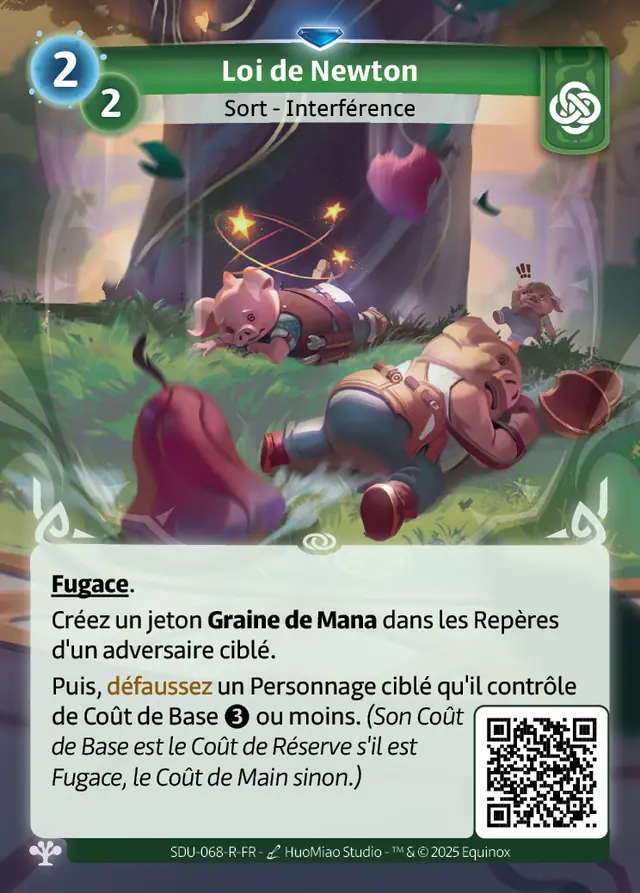 2
2
Loi de Newton
Sort - Interférence
!!!
Fugace.
Créez un jeton Graine de Mana dans les Repères
d'un adversaire ciblé.
Puis, défaussez un Personnage ciblé qu'il contrôle
de Coût de Base 3 ou moins. (Son Coût
de Base est le Coût de Réserve s'il est
Fugace, le Coût de Main sinon.)
SDU-068-R-FR - HuoMiao Studio - ™ & © 2025 Equinox